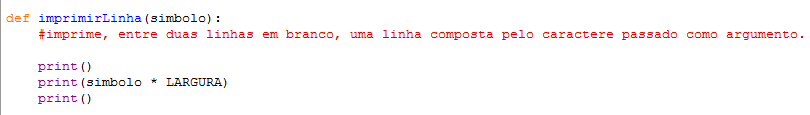 def imprimirLinha(simbolo):
    #imprime, entre duas linhas em branco, uma linha composta pelo caractere passado como argumento.
    print()
    print(simbolo * LARGURA)
    print()